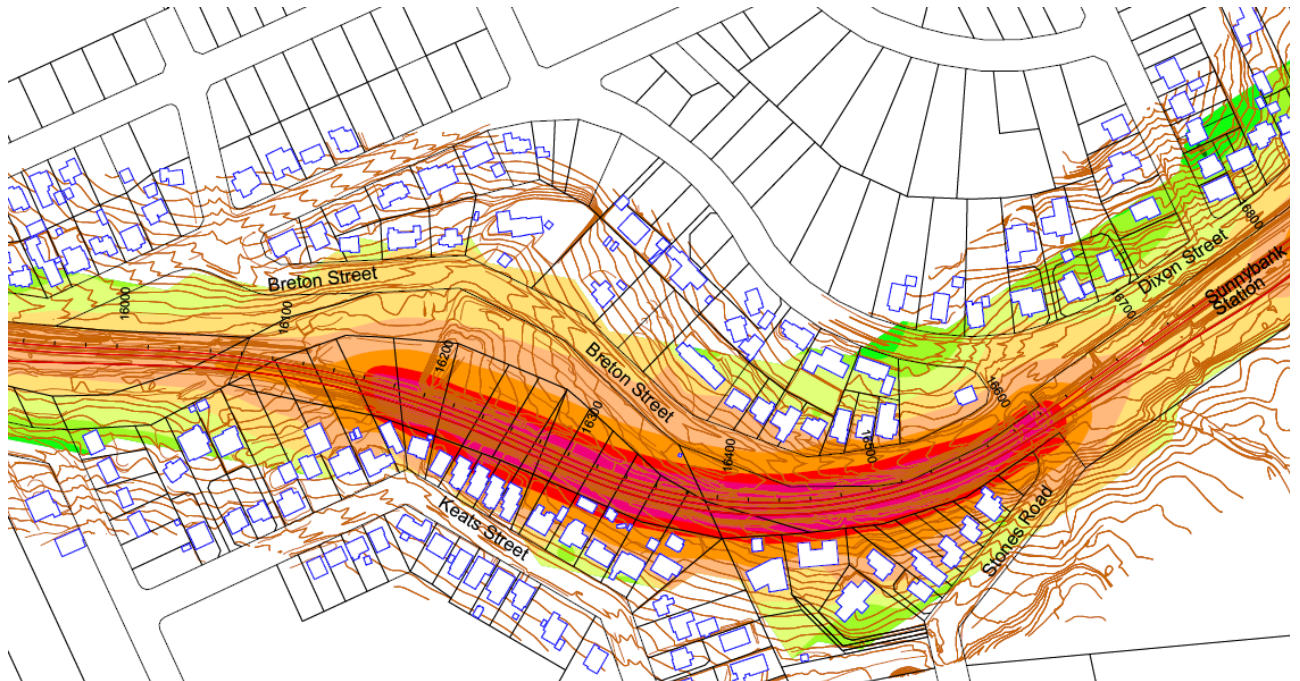 Breton Street
Dixon Street
Sunnybank
Station
16000
16100
16200
16300
16400
16500
16600
16700
16800
Breton Street
Keats Street
Stones Road